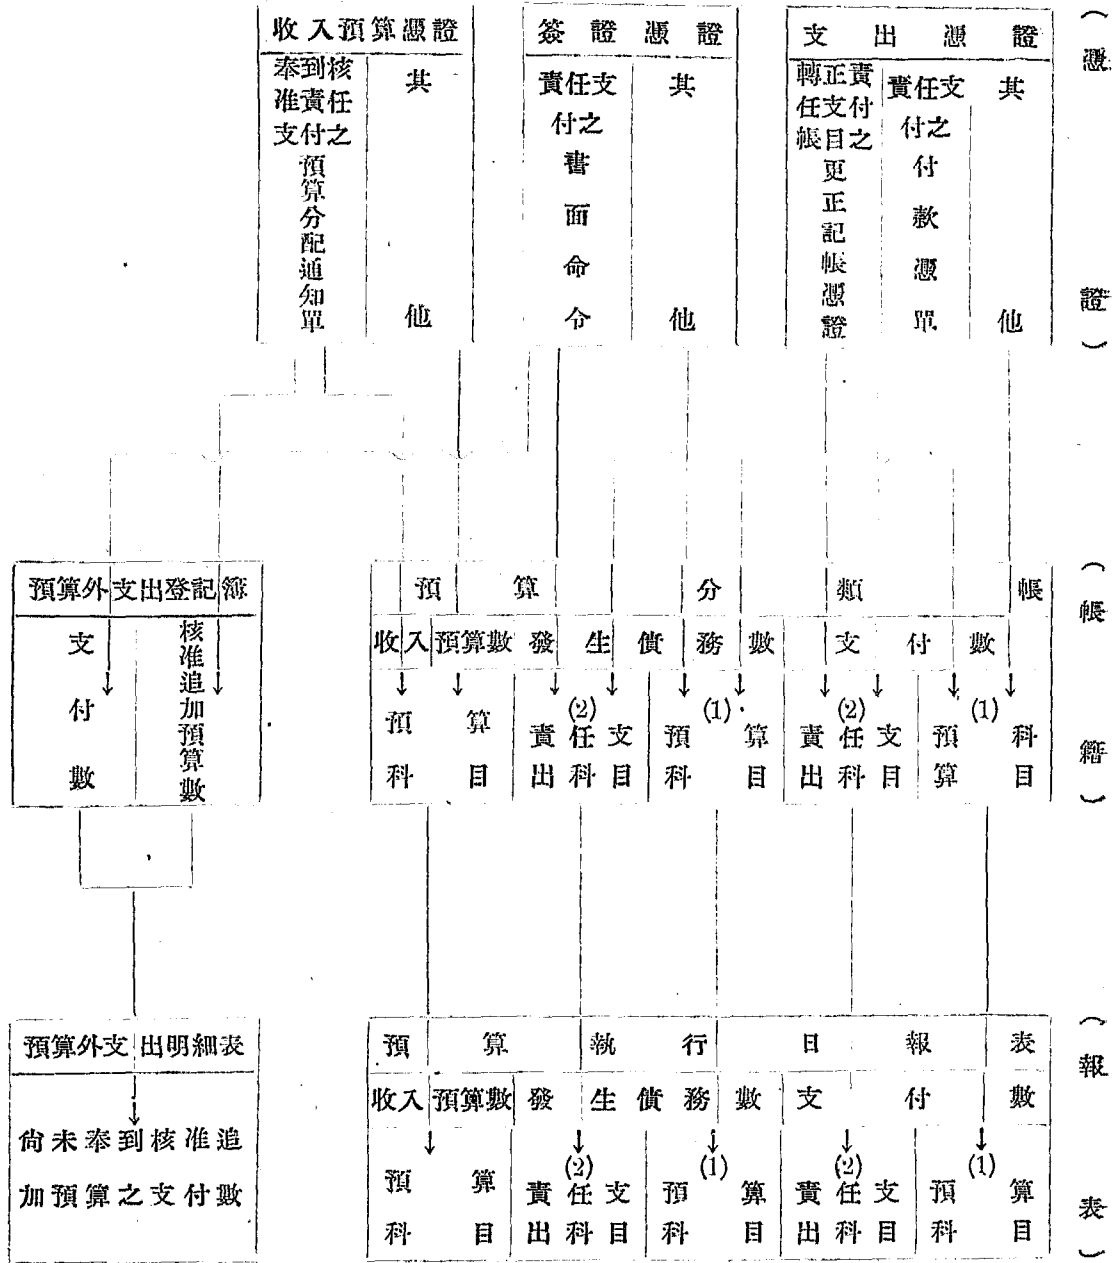 （憑證）
收入預算憑證
奉到核准責任支付之預算分配通知單
其他
簽證憑證
責任支付之書面命令
其他
支出憑證
轉正責任支付之帳目之更正記帳憑證
責任支付之付款憑單
其他
（帳籍）
預算外支出登記簿
支付數
核准追加預算數
預算分類帳
收入預算數
發生債務數
支付數
預算科目
(2)
責任支出科目
(1)
預算科目
(2)
責任支出科目
(1)
預算科目
（報表）
預算外支出明細表
尚未奉到核准追
加預算之支付數
預算執行日報表
收入預算數
發生債務數
支付數
預算科目
(2)
責任支出科目
(1)
預算科目
(2)
責任支出科目
(1)
預算科目